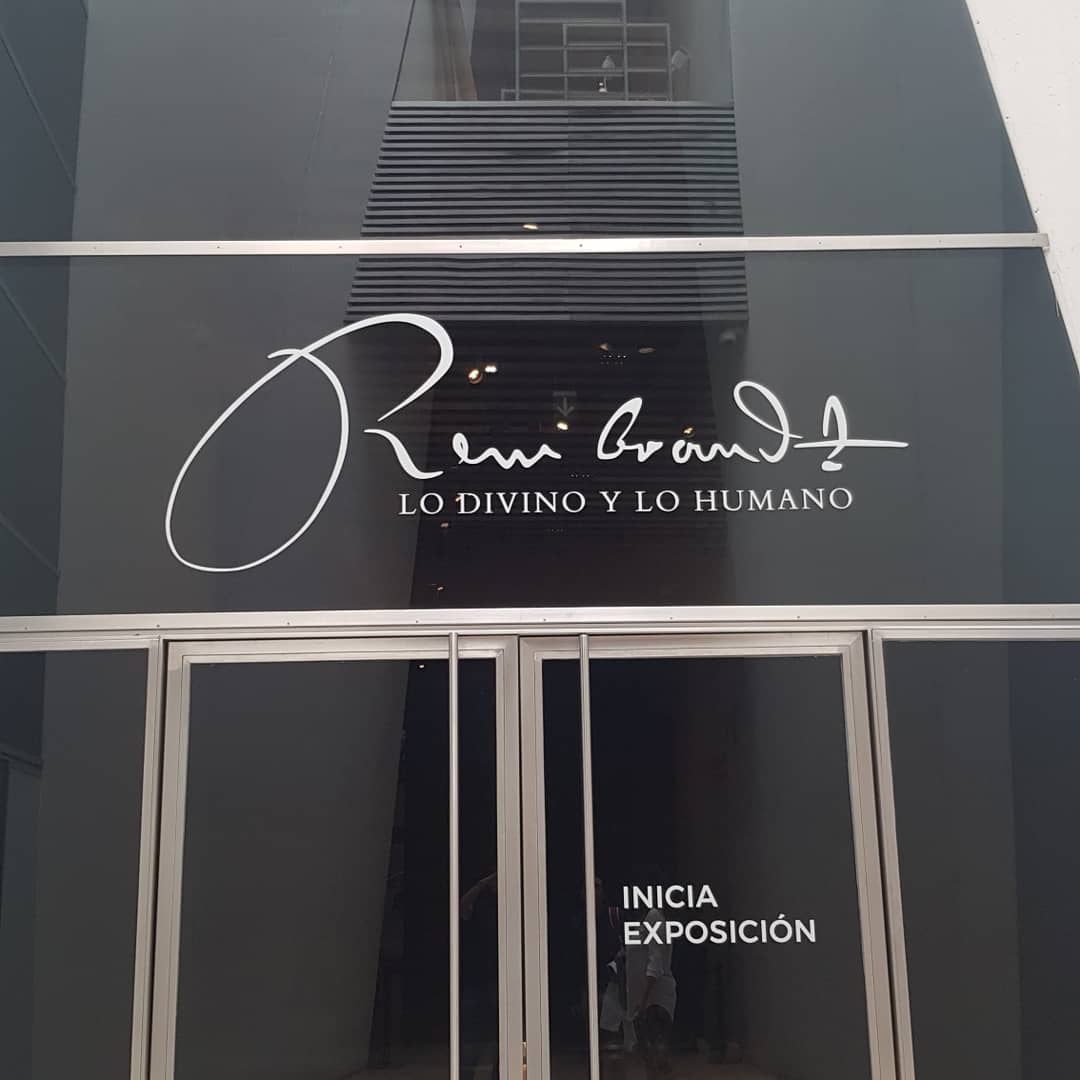 Rembrandt
LO DIVINO Y LO HUMANO
INICIA
EXPOSICIÓN